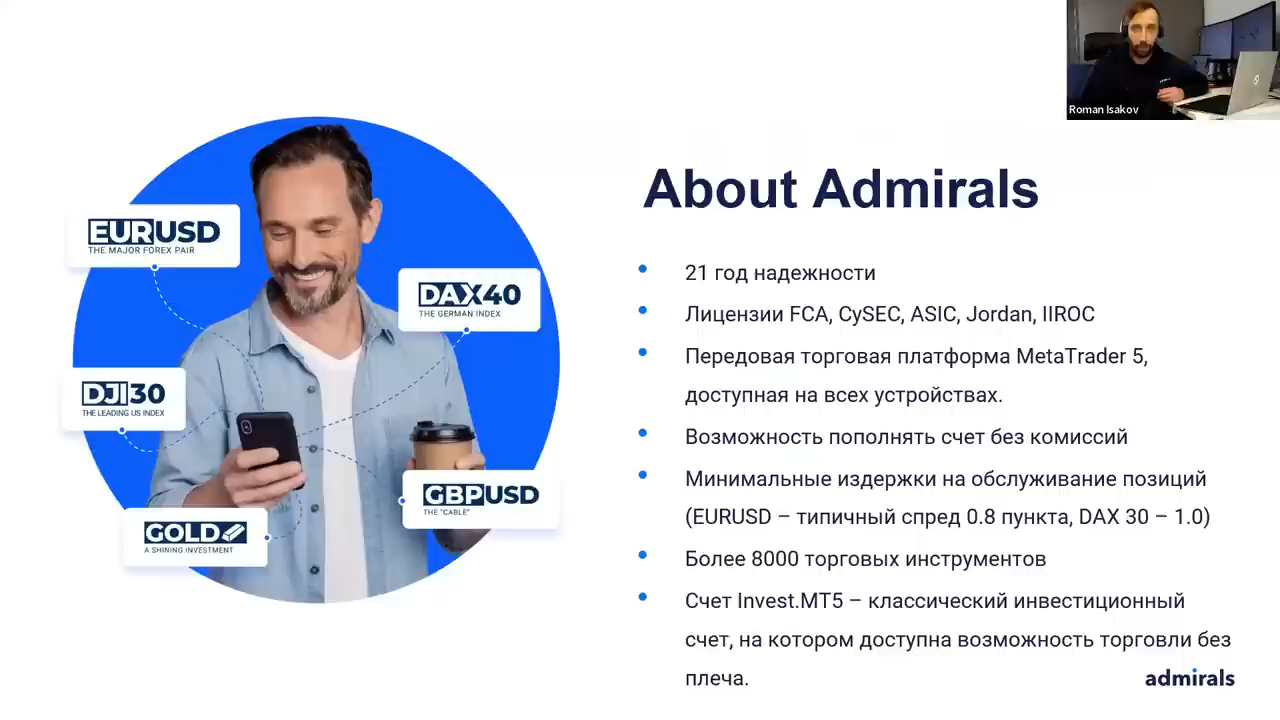 Roman Isakov
About Admirals
EURUSD
THE MAJOR FOREX PAIR
DAX40
THE GERMAN INDEX
DJI30
THE LEADING US INDEX
GBPUSD
THE "CABLE"
GOLD
A SHINING INVESTMENT
21 год надежности
Лицензии FCA, CySEC, ASIC, Jordan, IIROC
Передовая торговая платформа MetaTrader 5,
доступная на всех устройствах.
Возможность пополнять счет без комиссий
Минимальные издержки на обслуживание позиций
(EURUSD – типичный спред 0.8 пункта, DAX 30 – 1.0)
Более 8000 торговых инструментов
Счет Invest.MT5 – классический инвестиционный
счет, на котором доступна возможность торговли без
плеча.
admirals